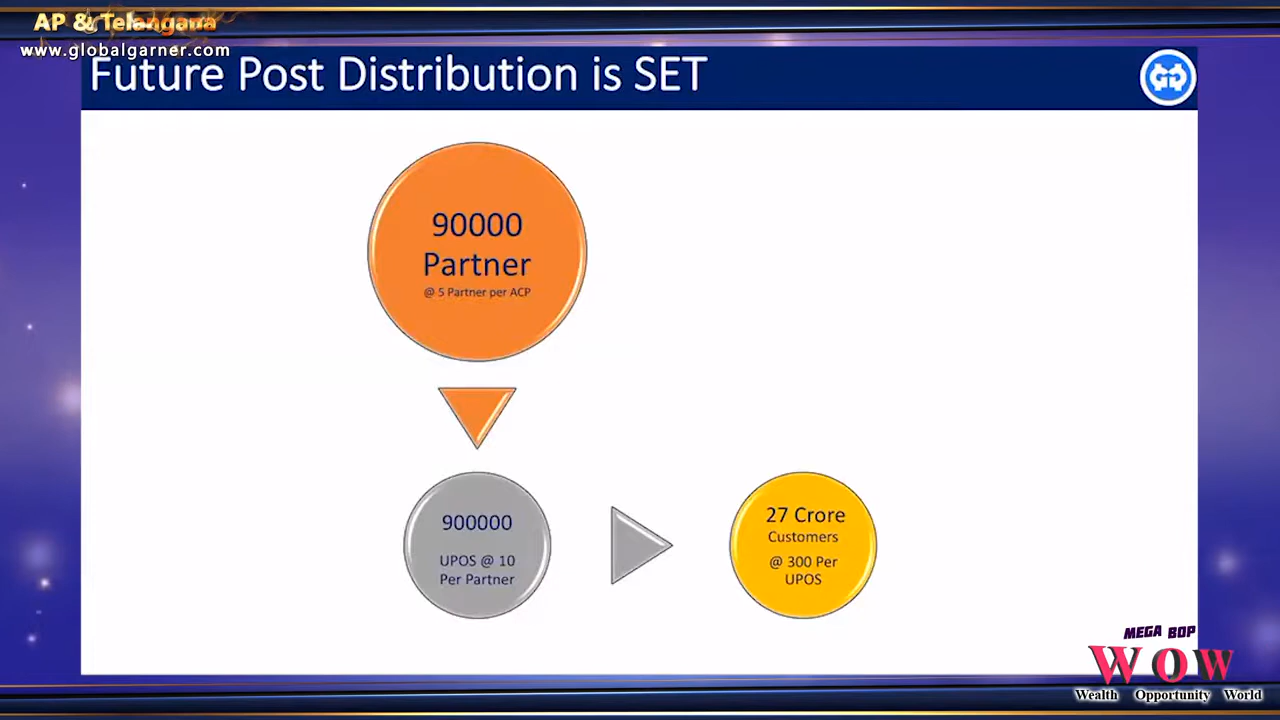 AP & Telangana
www.globalgarner.com
Future Post Distribution is SET
90000
Partner
@ 5 Partner per ACP
900000
UPOS @ 10
Per Partner
27 Crore
Customers
@ 300 Per
UPOS
MEGA BOP
WOW
Wealth Opportunity World